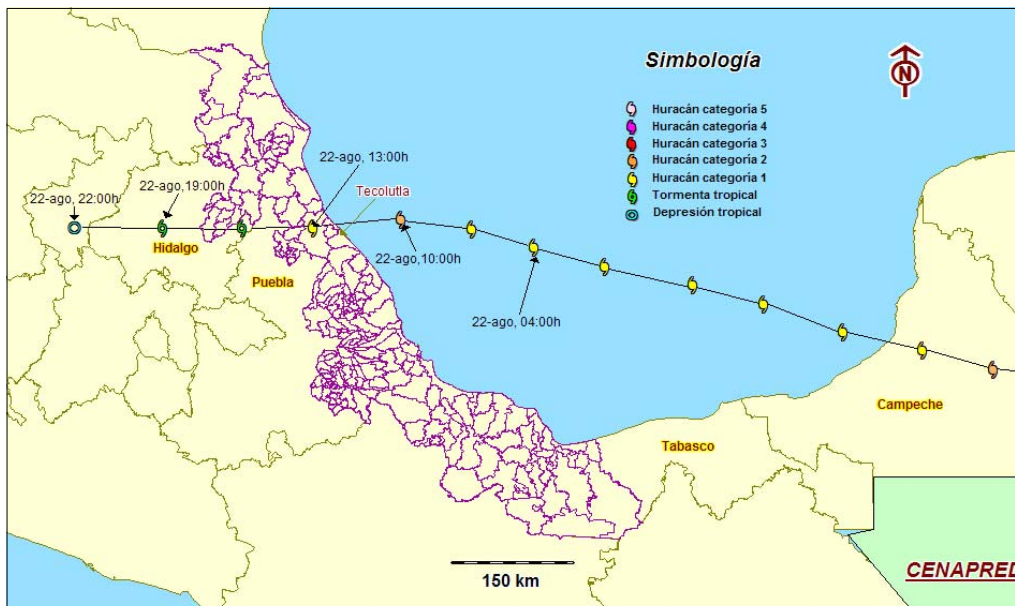 Simbología
N
Huracán categoría 5
Huracán categoría 4
Huracán categoría 3
Huracán categoría 2
Huracán categoría 1
Tormenta tropical
Depresión tropical
22-ago, 13:00h
Tecolutla
22-ago,19:00h
22-ago, 22:00h
Hidalgo
22-ago,10:00h
Puebla
22-ago, 04:00h
Campeche
Tabasco
150 km
CENAPRED